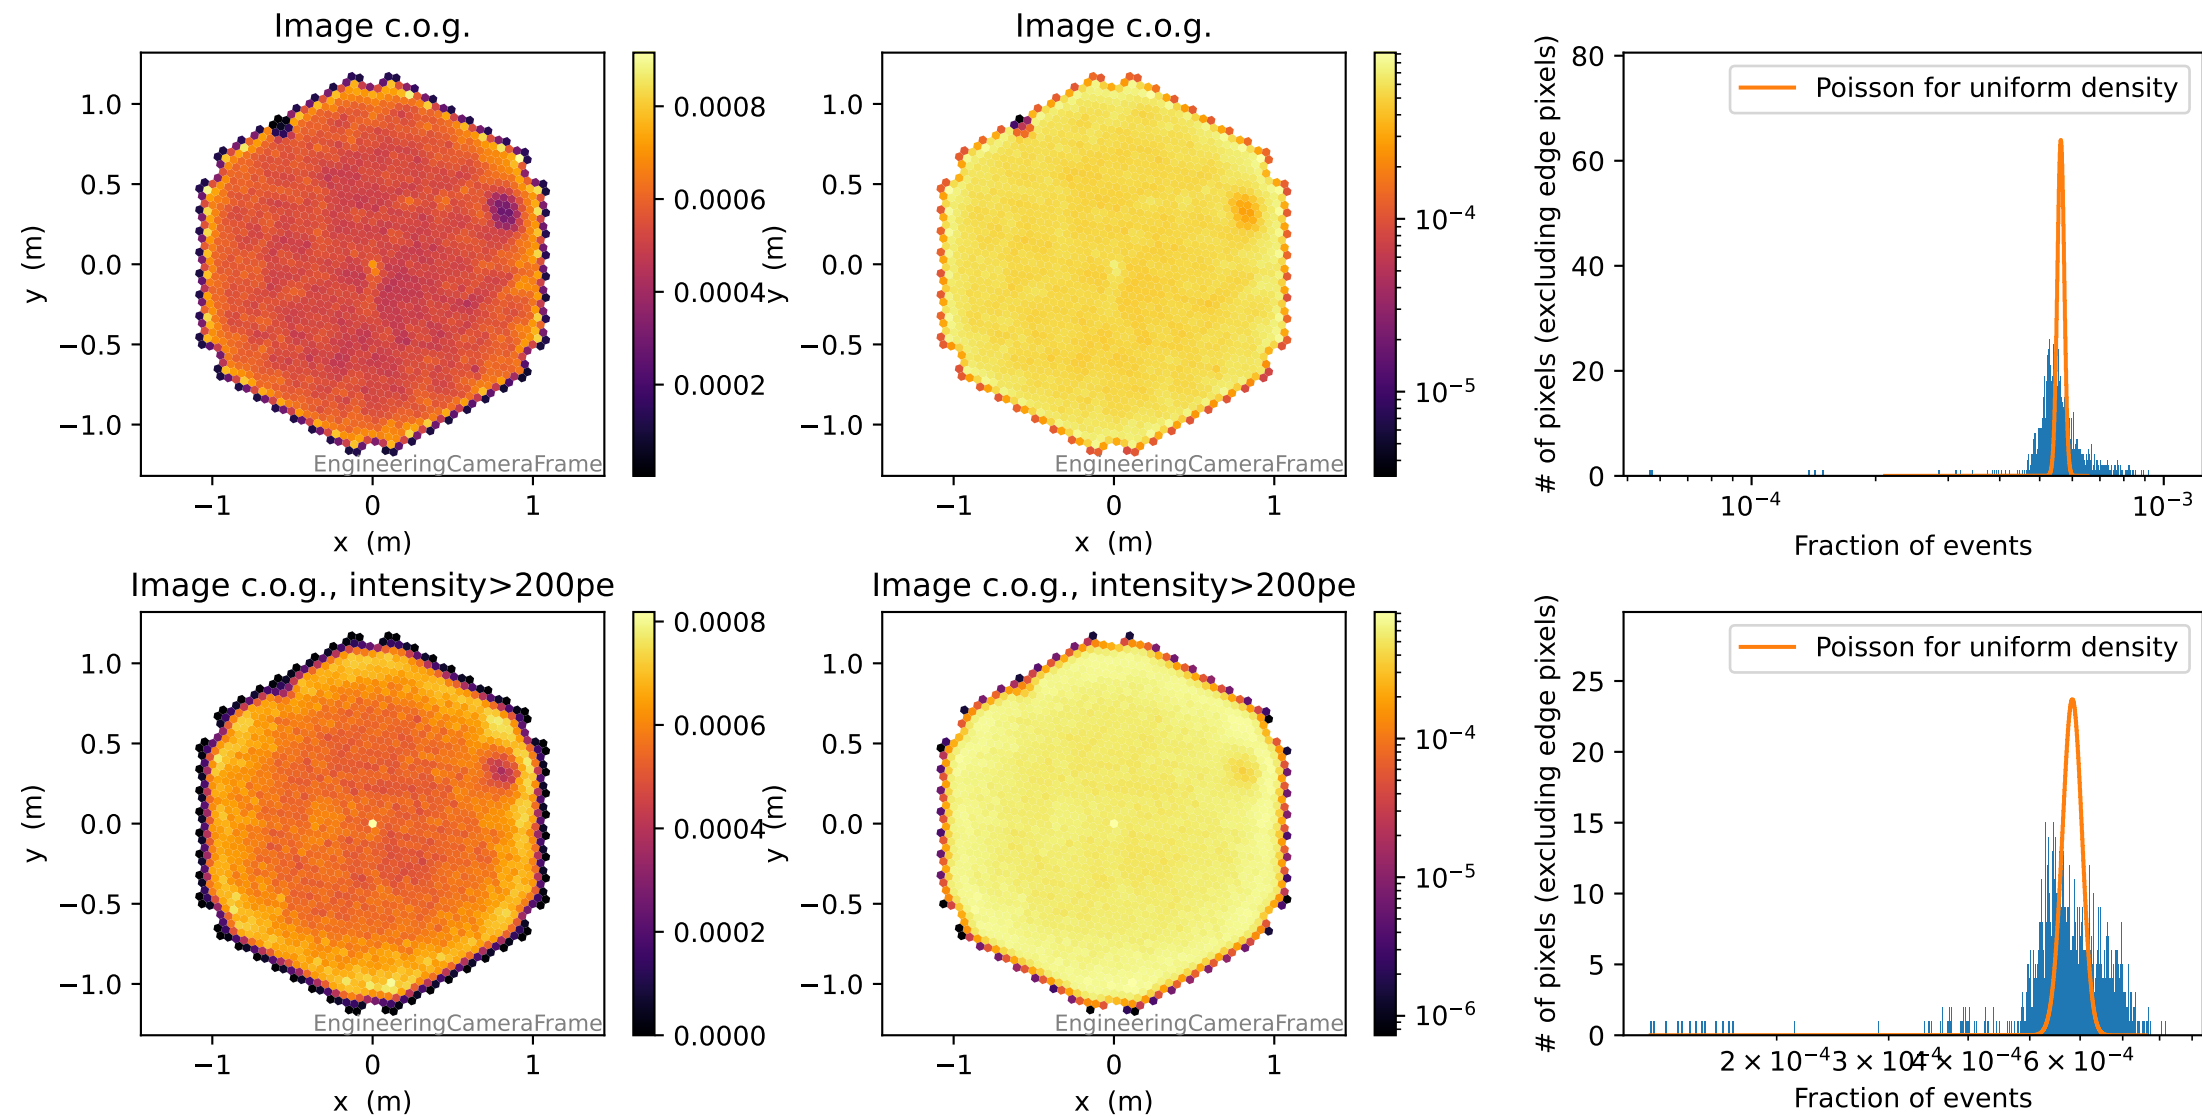 Image c.o.g.
1.0
0.5
0.0
−0.5
−1.0
y (m)
−1 0 1
x (m)
EngineeringCameraFrame
0.0008
0.0006
0.0004
0.0002
Image c.o.g.
1.0
0.5
0.0
−0.5
−1.0
y (m)
−1 0 1
x (m)
EngineeringCameraFrame
10⁻⁴
10⁻⁵
80
60
40
20
0
# of pixels (excluding edge pixels)
Poisson for uniform density
10⁻⁴ 10⁻³
Fraction of events
Image c.o.g., intensity>200pe
1.0
0.5
0.0
−0.5
−1.0
y (m)
−1 0 1
x (m)
EngineeringCameraFrame
0.0008
0.0006
0.0004
0.0002
0.0000
Image c.o.g., intensity>200pe
1.0
0.5
0.0
−0.5
−1.0
y (m)
−1 0 1
x (m)
EngineeringCameraFrame
10⁻⁴
10⁻⁵
10⁻⁶
25
20
15
10
5
0
# of pixels (excluding edge pixels)
Poisson for uniform density
2 × 10⁻⁴ 3 × 10⁻⁴ 4 × 10⁻⁴ 6 × 10⁻⁴
Fraction of events